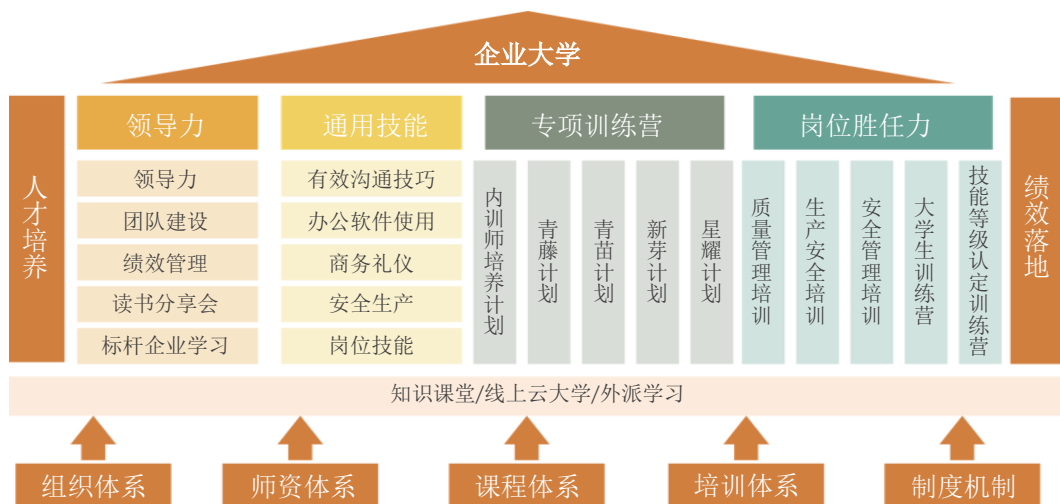 企业大学
人才培养
领导力
领导力
团队建设
绩效管理
读书分享会
标杆企业学习
通用技能
有效沟通技巧
办公软件使用
商务礼仪
安全生产
岗位技能
专项训练营
内训师培养计划
青藤计划
青苗计划
新芽计划
星耀计划
岗位胜任力
质量管理培训
生产安全培训
安全管理培训
大学生训练营
技能等级认定训练营
绩效落地
知识课堂/线上云大学/外派学习
组织体系
师资体系
课程体系
培训体系
制度机制